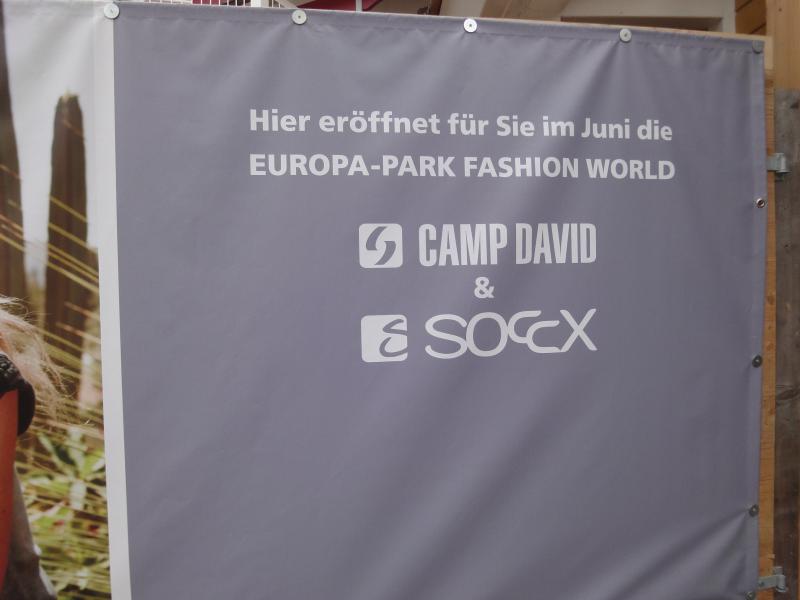 Hier eröffnet für Sie im Juni die
EUROPA-PARK FASHION WORLD
CAMP DAVID
&
SOCCX